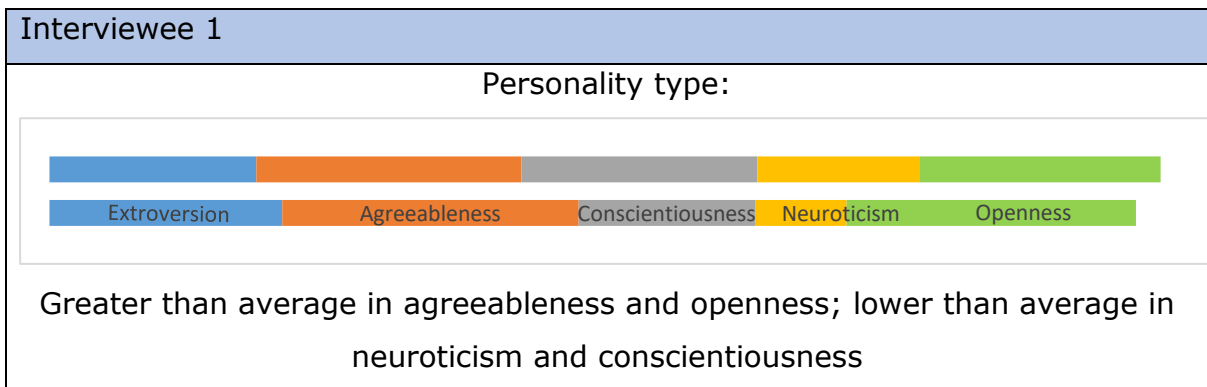 Interviewee 1
Personality type:
Extroversion Agreeableness Conscientiousness Neuroticism Openness
Greater than average in agreeableness and openness; lower than average in
neuroticism and conscientiousness